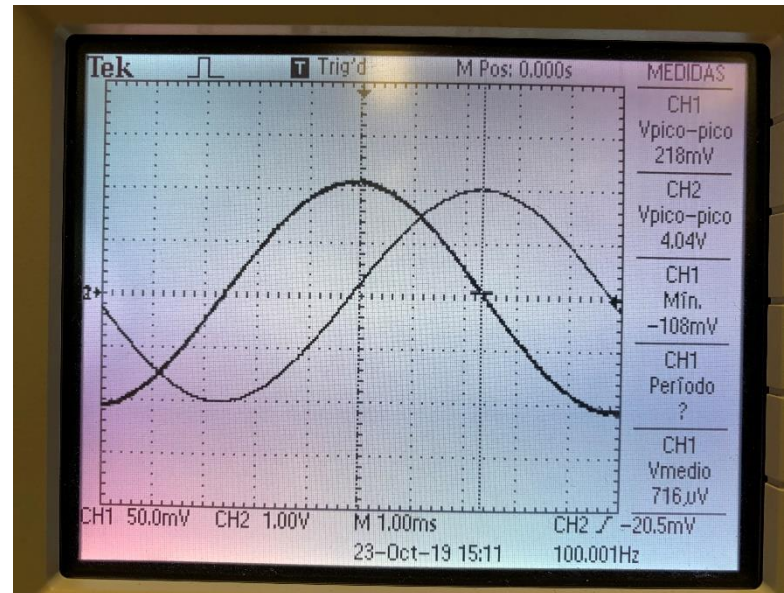 Tek T Trig'd M Pos: 0.000s
MEDIDAS
CH1
Vpico-pico
218mV
CH2
Vpico-pico
4.04V
CH1
Mín.
-108mV
CH1
Período
?
CH1
Vmedio
716µV
CH1 50.0mV CH2 1.00V M 1.00ms CH2 -20.5mV
23-Oct-19 15:11 100.001Hz